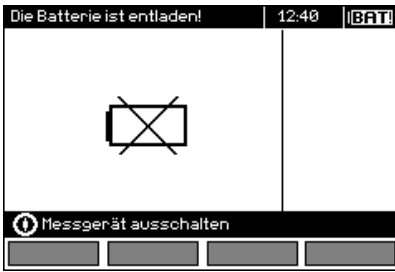 Die Batterie ist entladen! 12:40 BAT!
Messgerät ausschalten